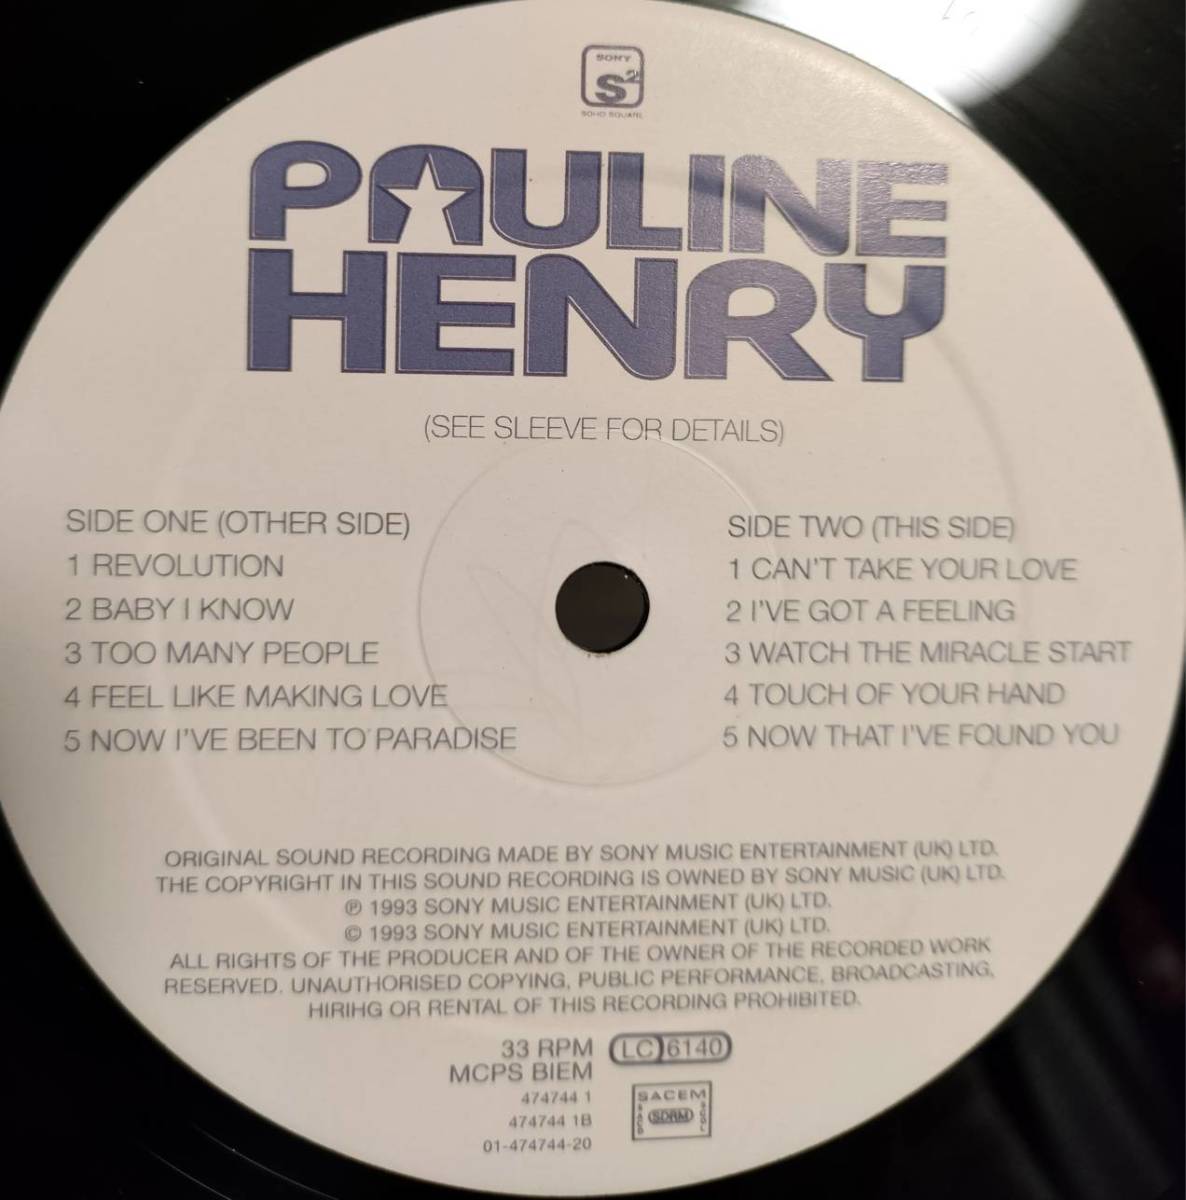 SONY
S2
SOHO SQUARE
PAULINE
HENRY
(SEE SLEEVE FOR DETAILS)
SIDE ONE (OTHER SIDE)
1 REVOLUTION
2 BABY I KNOW
3 TOO MANY PEOPLE
4 FEEL LIKE MAKING LOVE
5 NOW I'VE BEEN TO PARADISE
SIDE TWO (THIS SIDE)
1 CAN'T TAKE YOUR LOVE
2 I'VE GOT A FEELING
3 WATCH THE MIRACLE START
4 TOUCH OF YOUR HAND
5 NOW THAT I'VE FOUND YOU
ORIGINAL SOUND RECORDING MADE BY SONY MUSIC ENTERTAINMENT (UK) LTD.
THE COPYRIGHT IN THIS SOUND RECORDING IS OWNED BY SONY MUSIC (UK) LTD.
℗ 1993 SONY MUSIC ENTERTAINMENT (UK) LTD.
© 1993 SONY MUSIC ENTERTAINMENT (UK) LTD.
ALL RIGHTS OF THE PRODUCER AND OF THE OWNER OF THE RECORDED WORK
RESERVED. UNAUTHORISED COPYING, PUBLIC PERFORMANCE, BROADCASTING,
HIRIHG OR RENTAL OF THIS RECORDING PROHIBITED.
33 RPM LC 6140
MCPS BIEM
474744 1
474744 1B
01-474744-20
SACEM
SDRM
SACD
SGDL